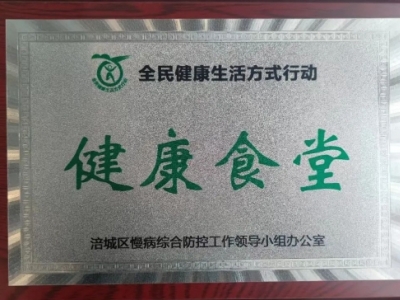 全民健康生活方式行动
健康食堂
涪城区慢病综合防控工作领导小组办公室